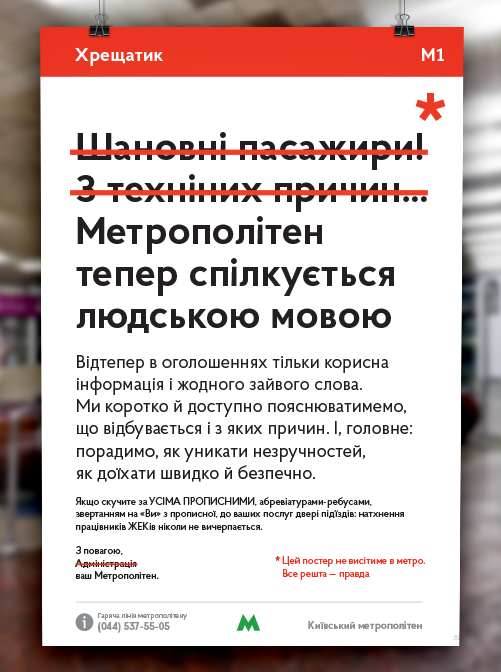 Хрещатик М1
*
Шановні пасажири!
З техніних причин...
Метрополітен
тепер спілкується
людською мовою
Відтепер в оголошеннях тільки корисна
інформація і жодного зайвого слова.
Ми коротко й доступно пояснюватимемо,
що відбувається і з яких причин. І, головне:
порадимо, як уникати незручностей,
як доїхати швидко й безпечно.
Якщо скучите за УСІМА ПРОПИСНИМИ, абревіатурами-ребусами,
звертанням на «Ви» з прописної, до ваших послуг двері підїздів: натхнення
працівників ЖЕКів ніколи не вичерпається.
З повагою,
Адміністрація
ваш Метрополітен.
* Цей постер не висітиме в метро.
Все решта — правда
Гаряча лінія метрополітену
(044) 537-55-05
Київський метрополітен